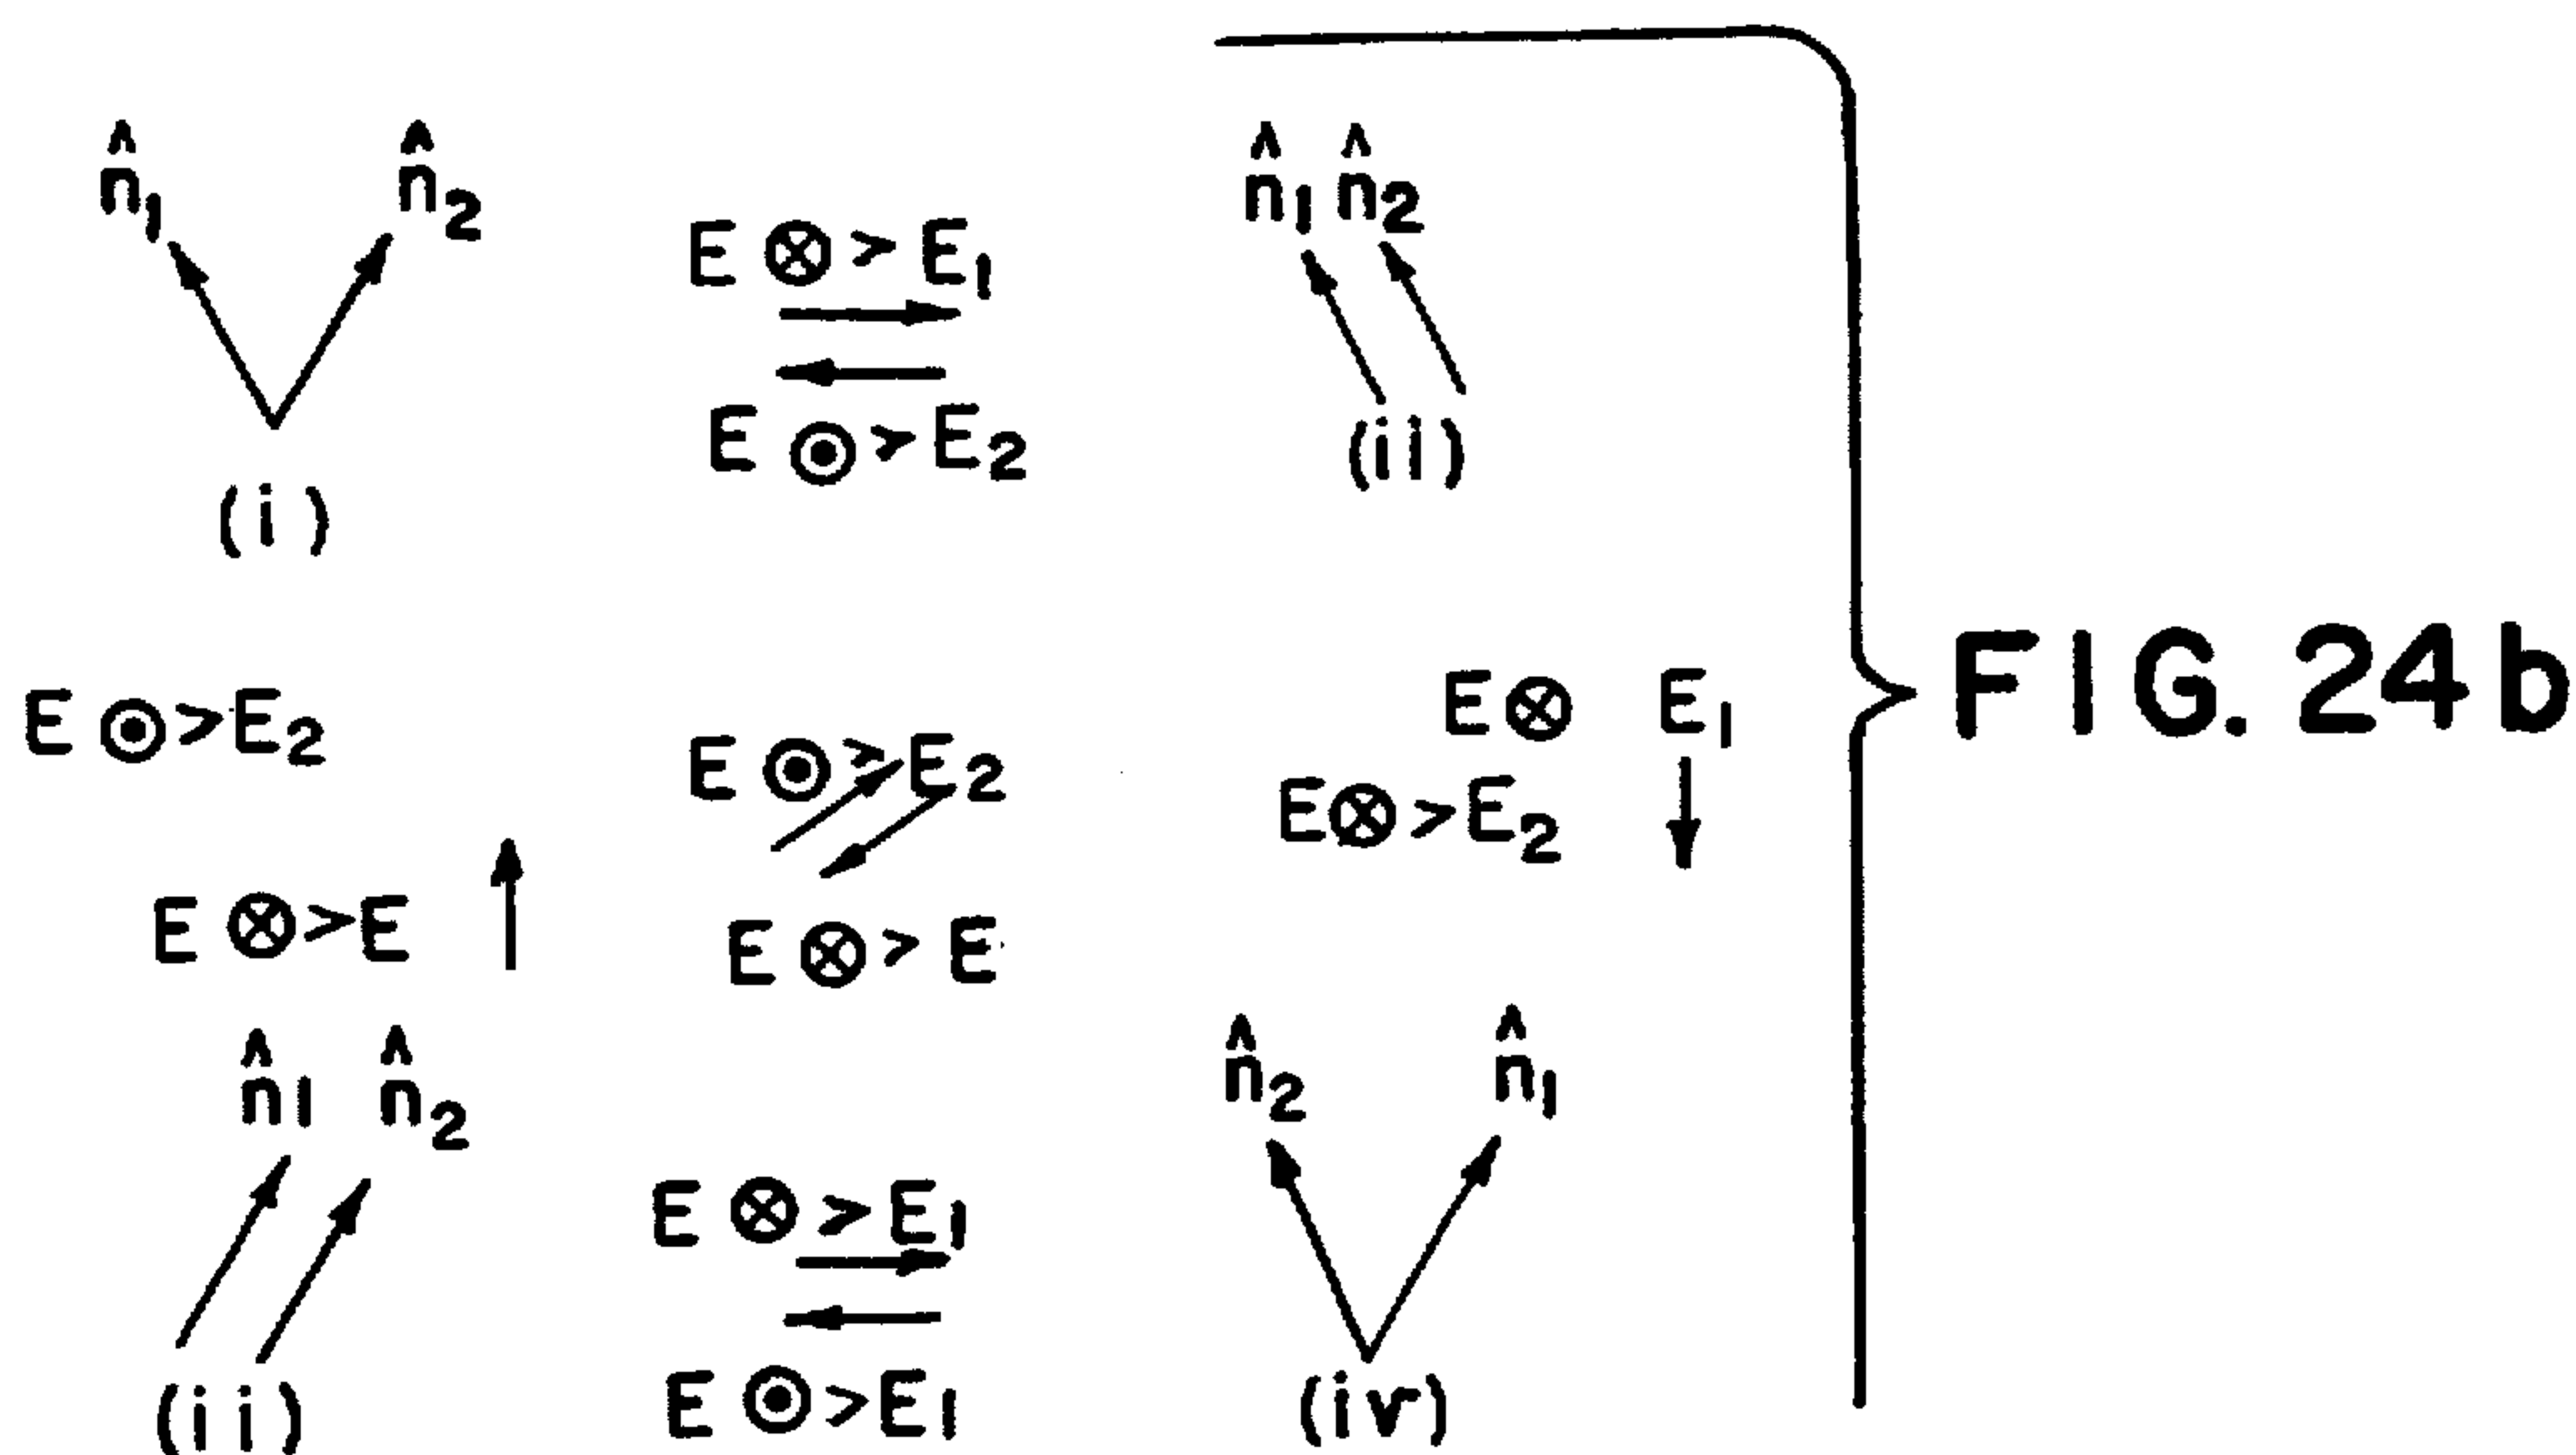 n̂1 n̂2
E ⊗ > E1
E ⊙ > E2
(i)
n̂1 n̂2
(ii)
E ⊙ > E2
E ⊗ > E
E ⊙ > E2
E ⊗ > E
E ⊗ E1
E ⊗ > E2
FIG. 24b
n̂1 n̂2
(ii)
E ⊗ > E1
E ⊙ > E1
n̂2 n̂1
(iv)